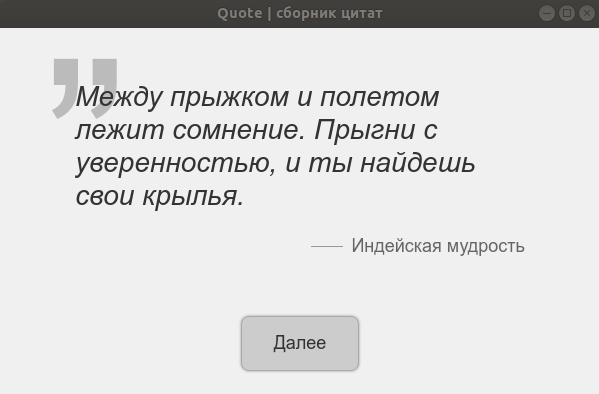 Quote | сборник цитат
Между прыжком и полетом
лежит сомнение. Прыгни с
уверенностью, и ты найдешь
свои крылья.
Индейская мудрость
Далее